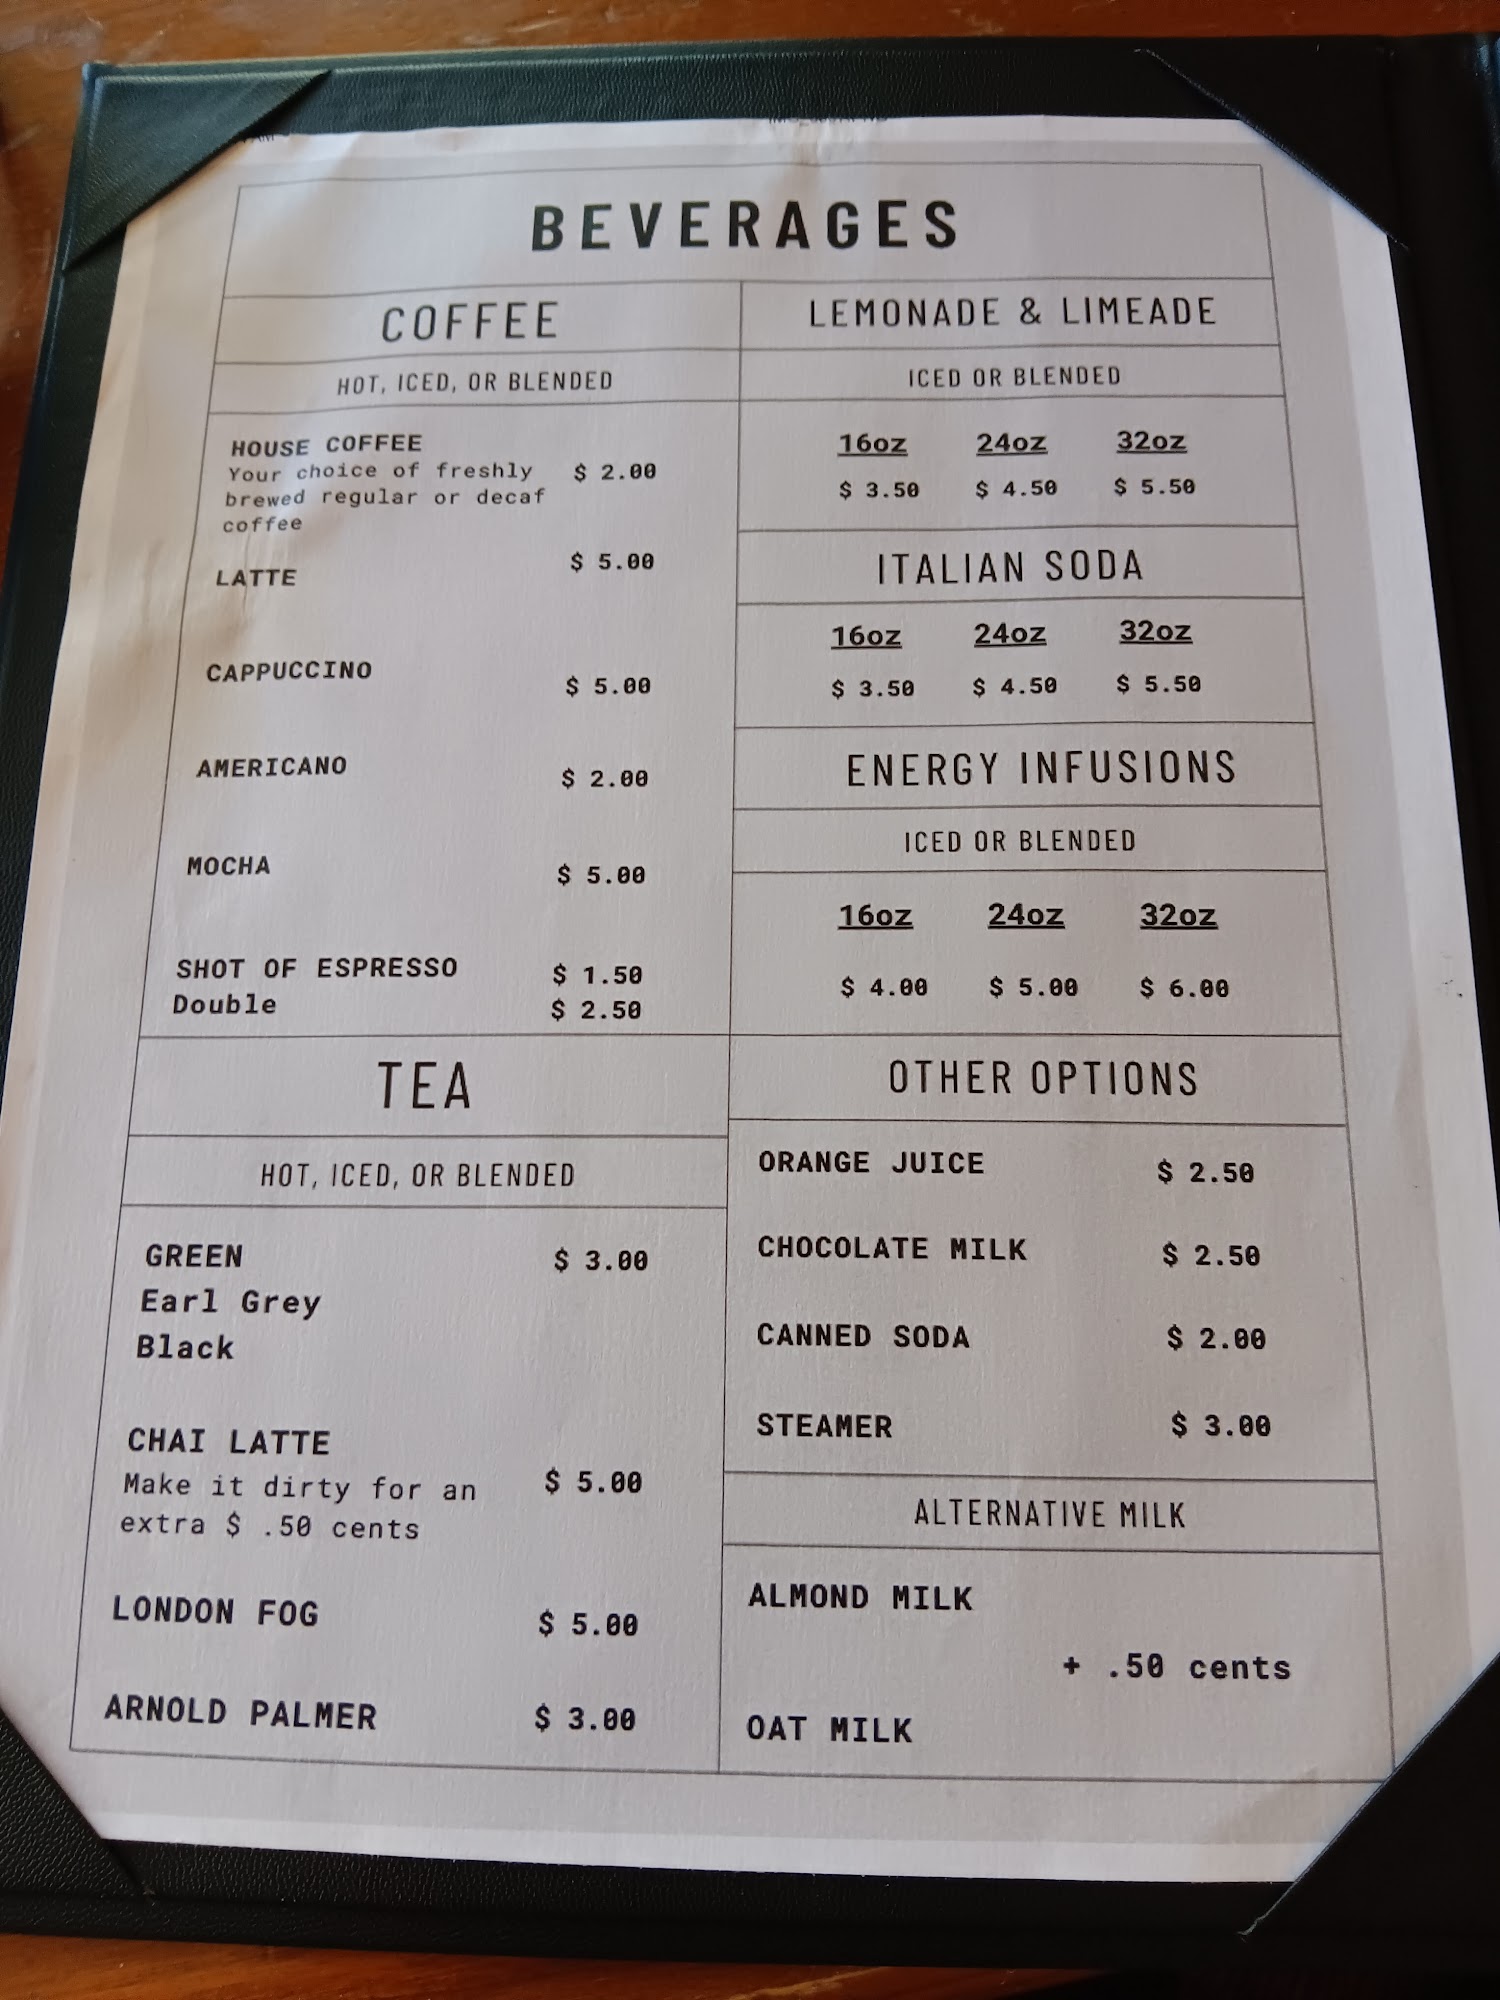 BEVERAGES
COFFEE
HOT, ICED, OR BLENDED
HOUSE COFFEE
Your choice of freshly $ 2.00
brewed regular or decaf
coffee
LATTE $ 5.00
CAPPUCCINO $ 5.00
AMERICANO $ 2.00
MOCHA $ 5.00
SHOT OF ESPRESSO $ 1.50
Double $ 2.50
TEA
HOT, ICED, OR BLENDED
GREEN $ 3.00
Earl Grey
Black
CHAI LATTE
Make it dirty for an $ 5.00
extra $ .50 cents
LONDON FOG $ 5.00
ARNOLD PALMER $ 3.00
LEMONADE & LIMEADE
ICED OR BLENDED
16oz 24oz 32oz
$ 3.50 $ 4.50 $ 5.50
ITALIAN SODA
16oz 24oz 32oz
$ 3.50 $ 4.50 $ 5.50
ENERGY INFUSIONS
ICED OR BLENDED
16oz 24oz 32oz
$ 4.00 $ 5.00 $ 6.00
OTHER OPTIONS
ORANGE JUICE $ 2.50
CHOCOLATE MILK $ 2.50
CANNED SODA $ 2.00
STEAMER $ 3.00
ALTERNATIVE MILK
ALMOND MILK
+ .50 cents
OAT MILK